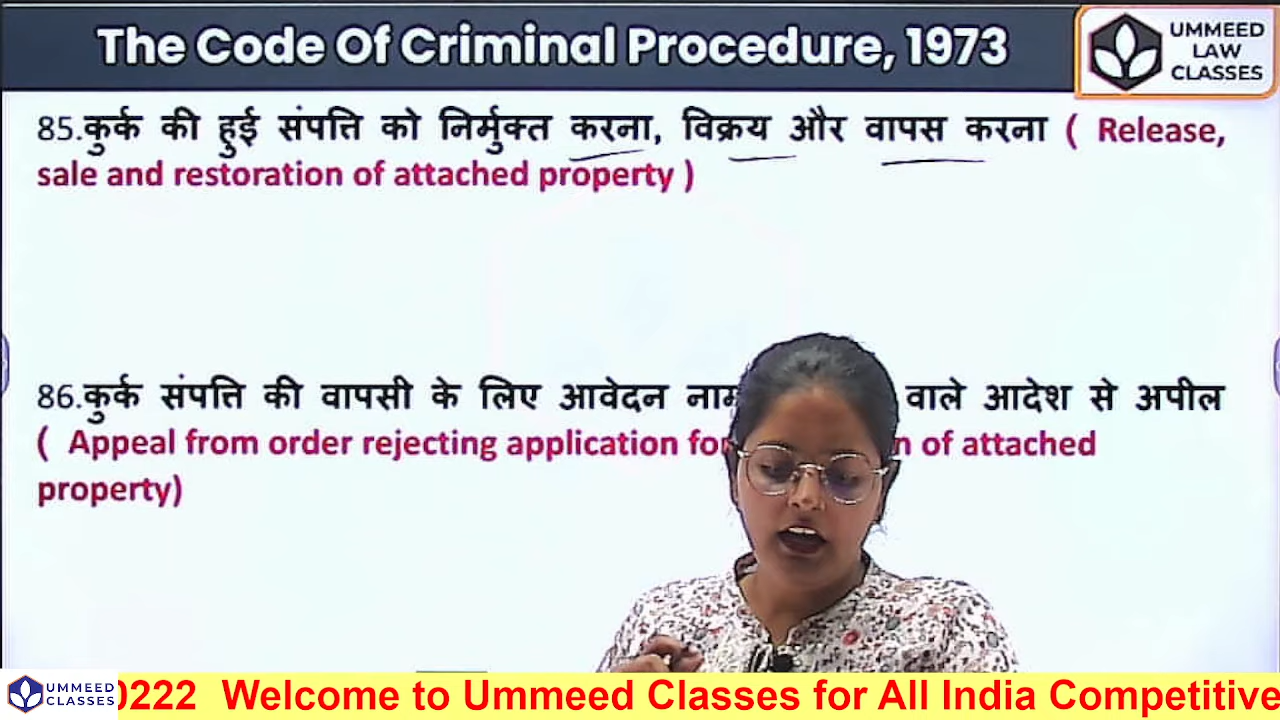 The Code Of Criminal Procedure, 1973
UMMEED
LAW
CLASSES
85.कुर्क की हुई संपत्ति को निर्मुक्त करना, विक्रय और वापस करना ( Release,
sale and restoration of attached property )
86.कुर्क संपत्ति की वापसी के लिए आवेदन वाले आदेश से अपील
( Appeal from order rejecting application of attached
property)
UMMEED
CLASSES
0222 Welcome to Ummeed Classes for All India Competitive